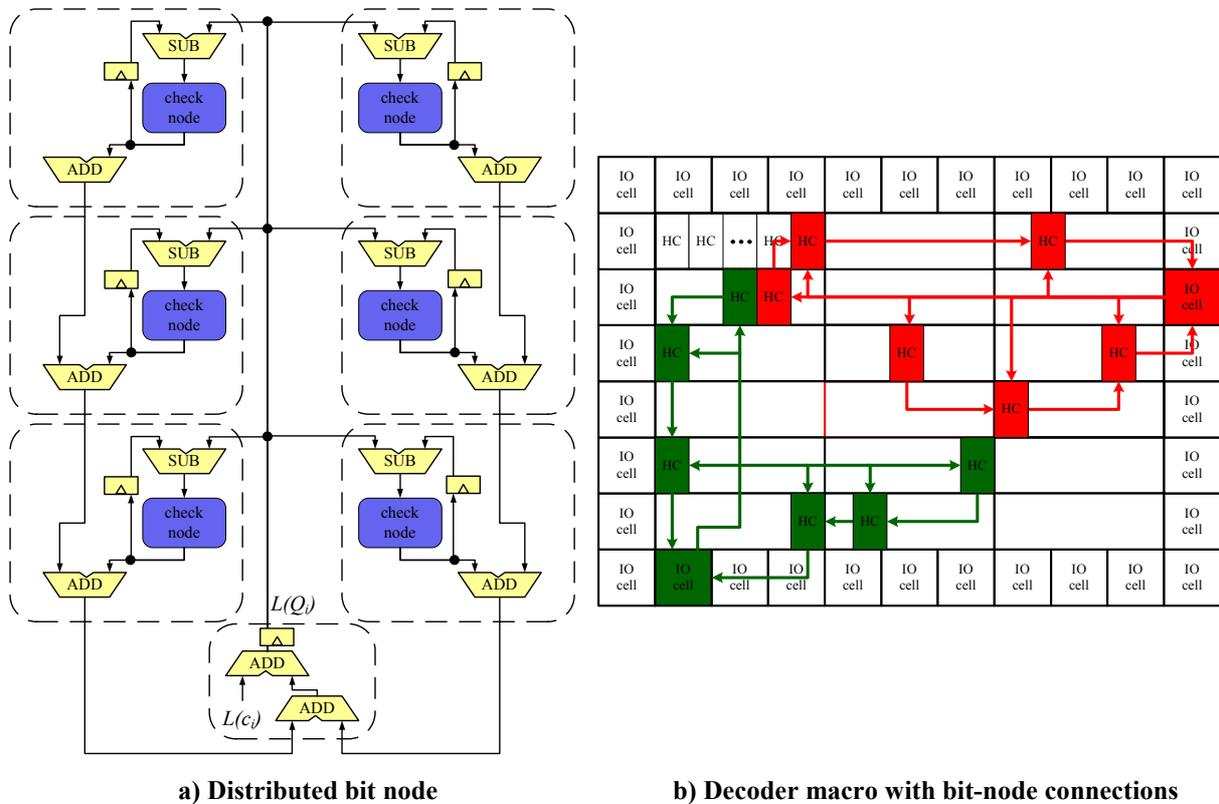 SUB SUB
check check
node node
ADD ADD
SUB SUB
check check
node node
ADD ADD
SUB SUB
check check
node node
ADD ADD
L(Qi)
ADD
L(ci)
ADD
a) Distributed bit node
IO IO IO IO IO IO IO IO IO IO IO
cell cell cell cell cell cell cell cell cell cell cell
IO IO
HC HC ••• HC HC HC
cell cell
IO IO
HC HC
cell cell
IO IO
HC HC HC
cell cell
IO IO
HC
cell cell
IO IO
HC HC
cell cell
IO IO
HC HC
cell cell
IO IO IO IO IO IO IO IO IO IO IO
cell cell cell cell cell cell cell cell cell cell cell
b) Decoder macro with bit-node connections